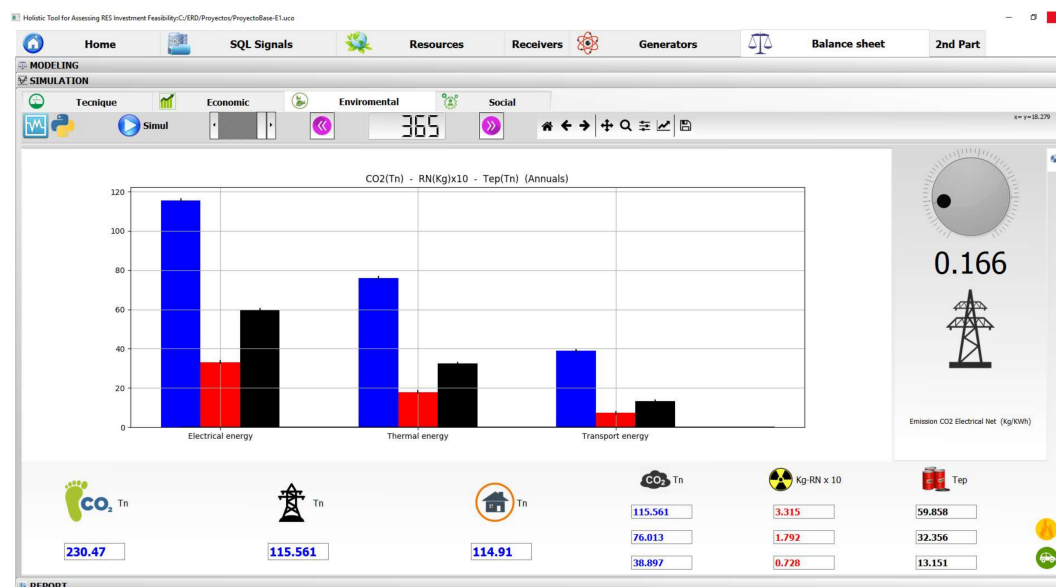 Holistic Tool for Assessing RES Investment Feasibility:C:/ERD/Proyectos/ProyectoBase-E1.uco
Home SQL Signals Resources Receivers Generators Balance sheet 2nd Part
MODELING
SIMULATION
Tecnique Economic Enviromental Social
Simul 365 x= y=18.279
CO2(Tn) - RN(Kg)x10 - Tep(Tn) (Annuals)
120
100
80
60
40
20
0
Electrical energy Thermal energy Transport energy
0.166
Emission CO2 Electrical Net (Kg/KWh)
CO2 Tn Tn Tn CO2 Tn Kg-RN x 10 Tep
115.561 3.315 59.858
76.013 1.792 32.356
230.47 115.561 114.91
38.897 0.728 13.151
REPORT